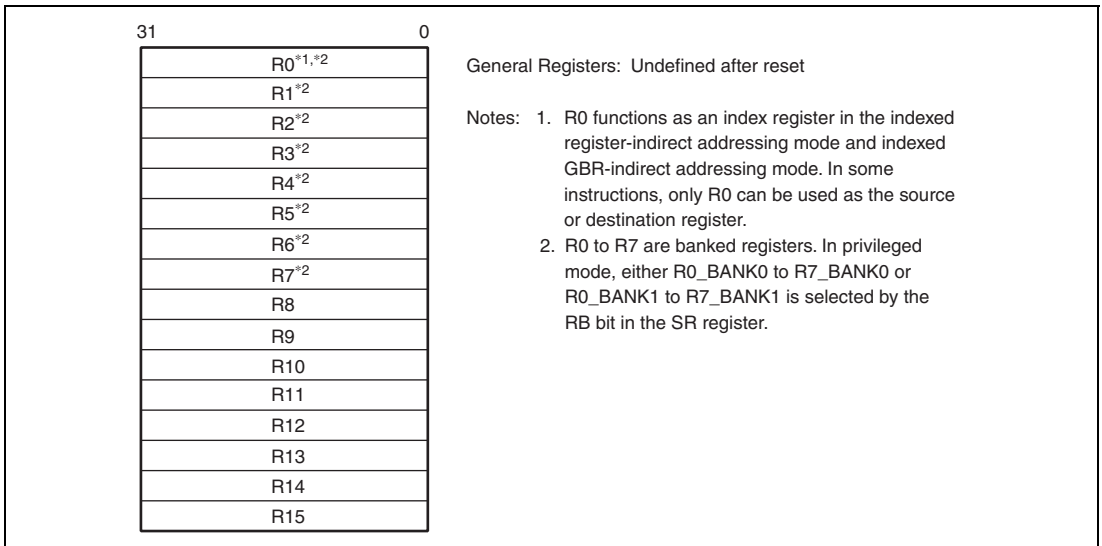 31 0
R0*1,*2
R1*2
R2*2
R3*2
R4*2
R5*2
R6*2
R7*2
R8
R9
R10
R11
R12
R13
R14
R15
General Registers: Undefined after reset
Notes: 1. R0 functions as an index register in the indexed
register-indirect addressing mode and indexed
GBR-indirect addressing mode. In some
instructions, only R0 can be used as the source
or destination register.
2. R0 to R7 are banked registers. In privileged
mode, either R0_BANK0 to R7_BANK0 or
R0_BANK1 to R7_BANK1 is selected by the
RB bit in the SR register.